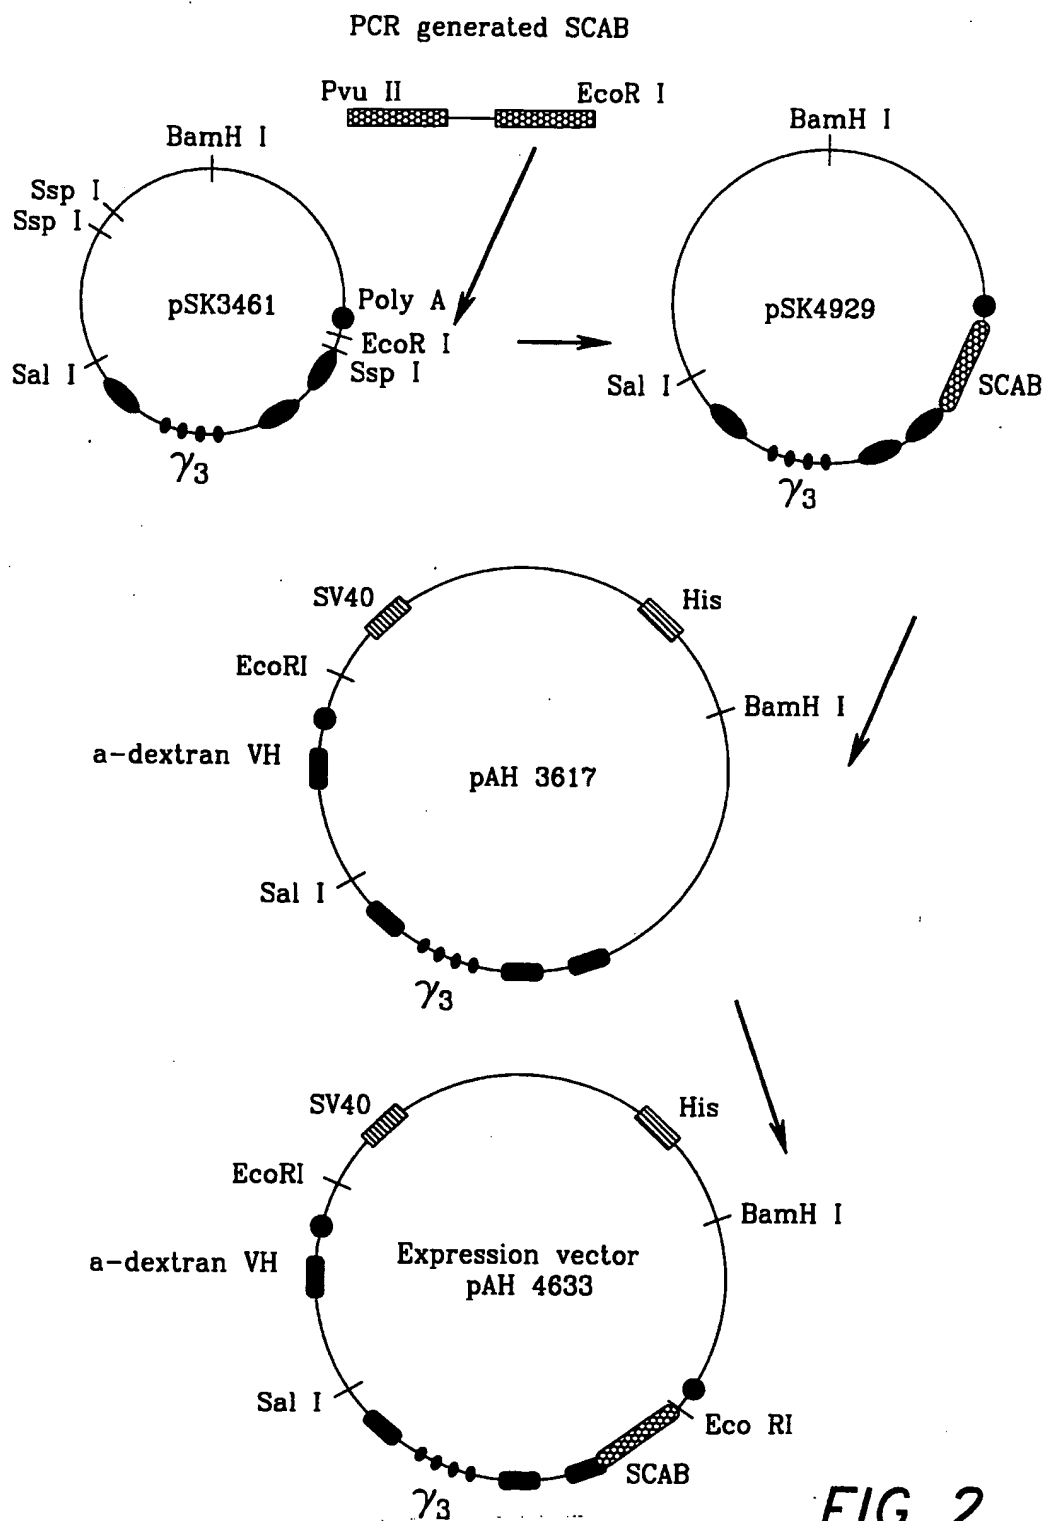 PCR generated SCAB
Pvu II
EcoR I
BamH I
Ssp I
Ssp I
pSK3461
Poly A
EcoR I
Ssp I
Sal I
γ3
BamH I
pSK4929
Sal I
SCAB
γ3
SV40
His
EcoRI
BamH I
a-dextran VH
pAH 3617
Sal I
γ3
SV40
His
EcoRI
BamH I
a-dextran VH
Expression vector
pAH 4633
Sal I
Eco RI
SCAB
γ3
FIG. 2